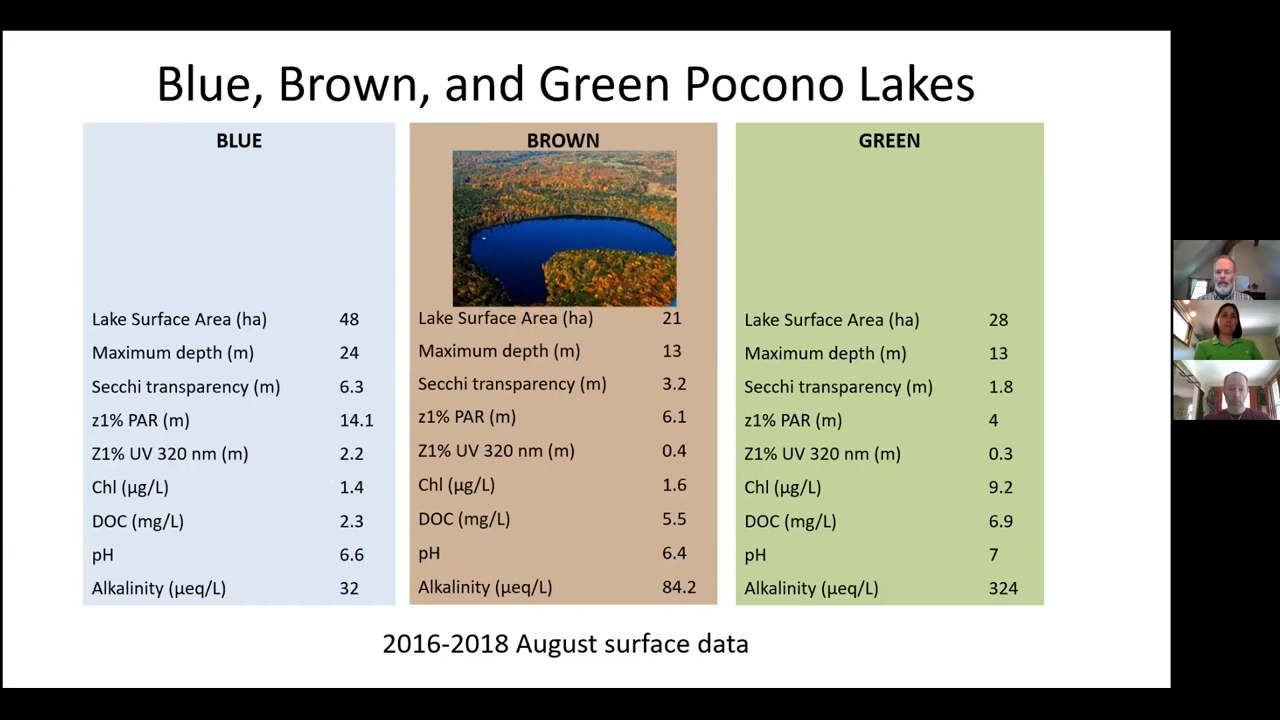 Blue, Brown, and Green Pocono Lakes
BLUE
Lake Surface Area (ha) 48
Maximum depth (m) 24
Secchi transparency (m) 6.3
z1% PAR (m) 14.1
Z1% UV 320 nm (m) 2.2
Chl (µg/L) 1.4
DOC (mg/L) 2.3
pH 6.6
Alkalinity (µeq/L) 32
BROWN
Lake Surface Area (ha) 21
Maximum depth (m) 13
Secchi transparency (m) 3.2
z1% PAR (m) 6.1
Z1% UV 320 nm (m) 0.4
Chl (µg/L) 1.6
DOC (mg/L) 5.5
pH 6.4
Alkalinity (µeq/L) 84.2
GREEN
Lake Surface Area (ha) 28
Maximum depth (m) 13
Secchi transparency (m) 1.8
z1% PAR (m) 4
Z1% UV 320 nm (m) 0.3
Chl (µg/L) 9.2
DOC (mg/L) 6.9
pH 7
Alkalinity (µeq/L) 324
2016-2018 August surface data